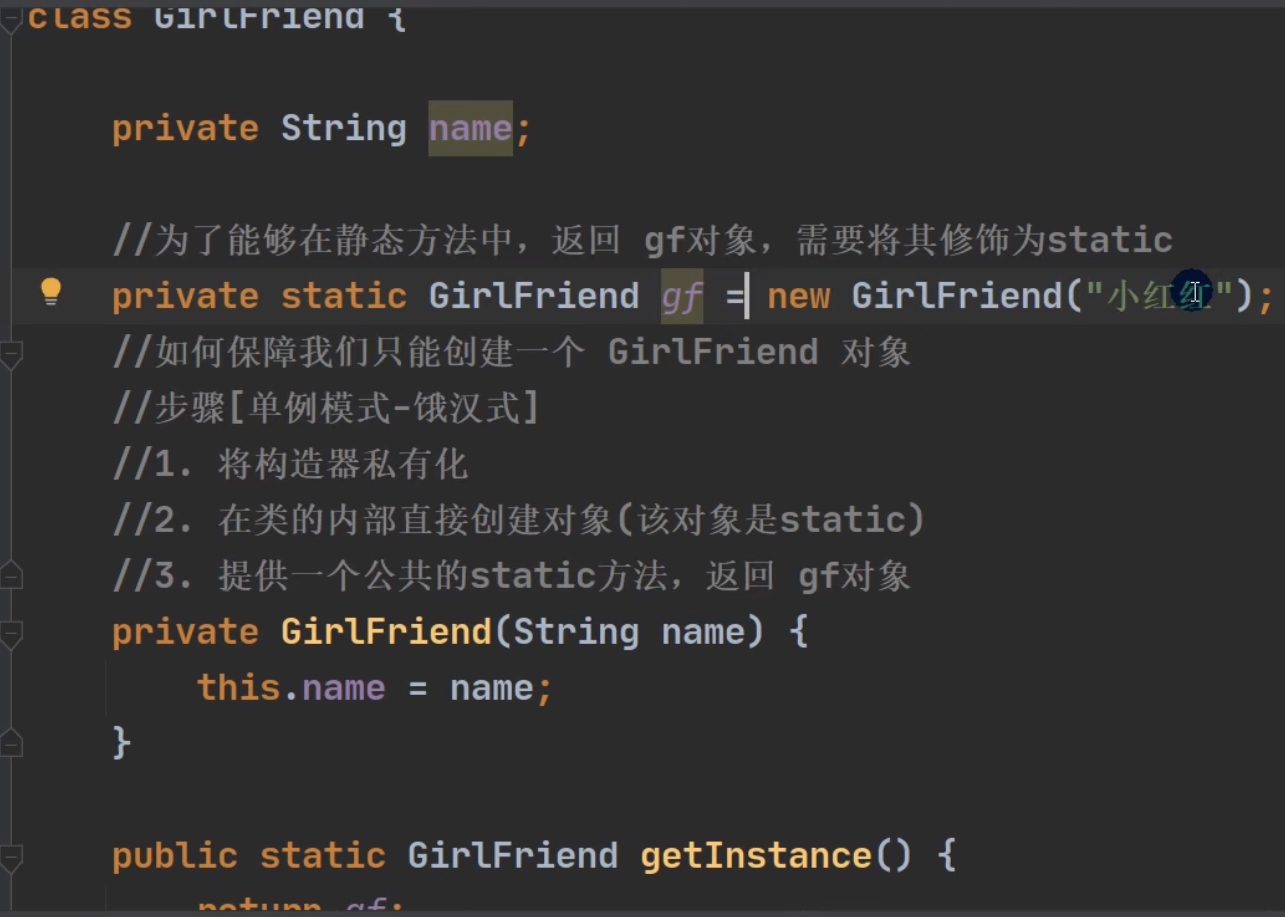 class GirlFriend {
private String name;
//为了能够在静态方法中，返回 gf对象，需要将其修饰为static
private static GirlFriend gf = new GirlFriend("小红红");
//如何保障我们只能创建一个 GirlFriend 对象
//步骤[单例模式-饿汉式]
//1. 将构造器私有化
//2. 在类的内部直接创建对象(该对象是static)
//3. 提供一个公共的static方法，返回 gf对象
private GirlFriend(String name) {
this.name = name;
}
public static GirlFriend getInstance() {
return gf;